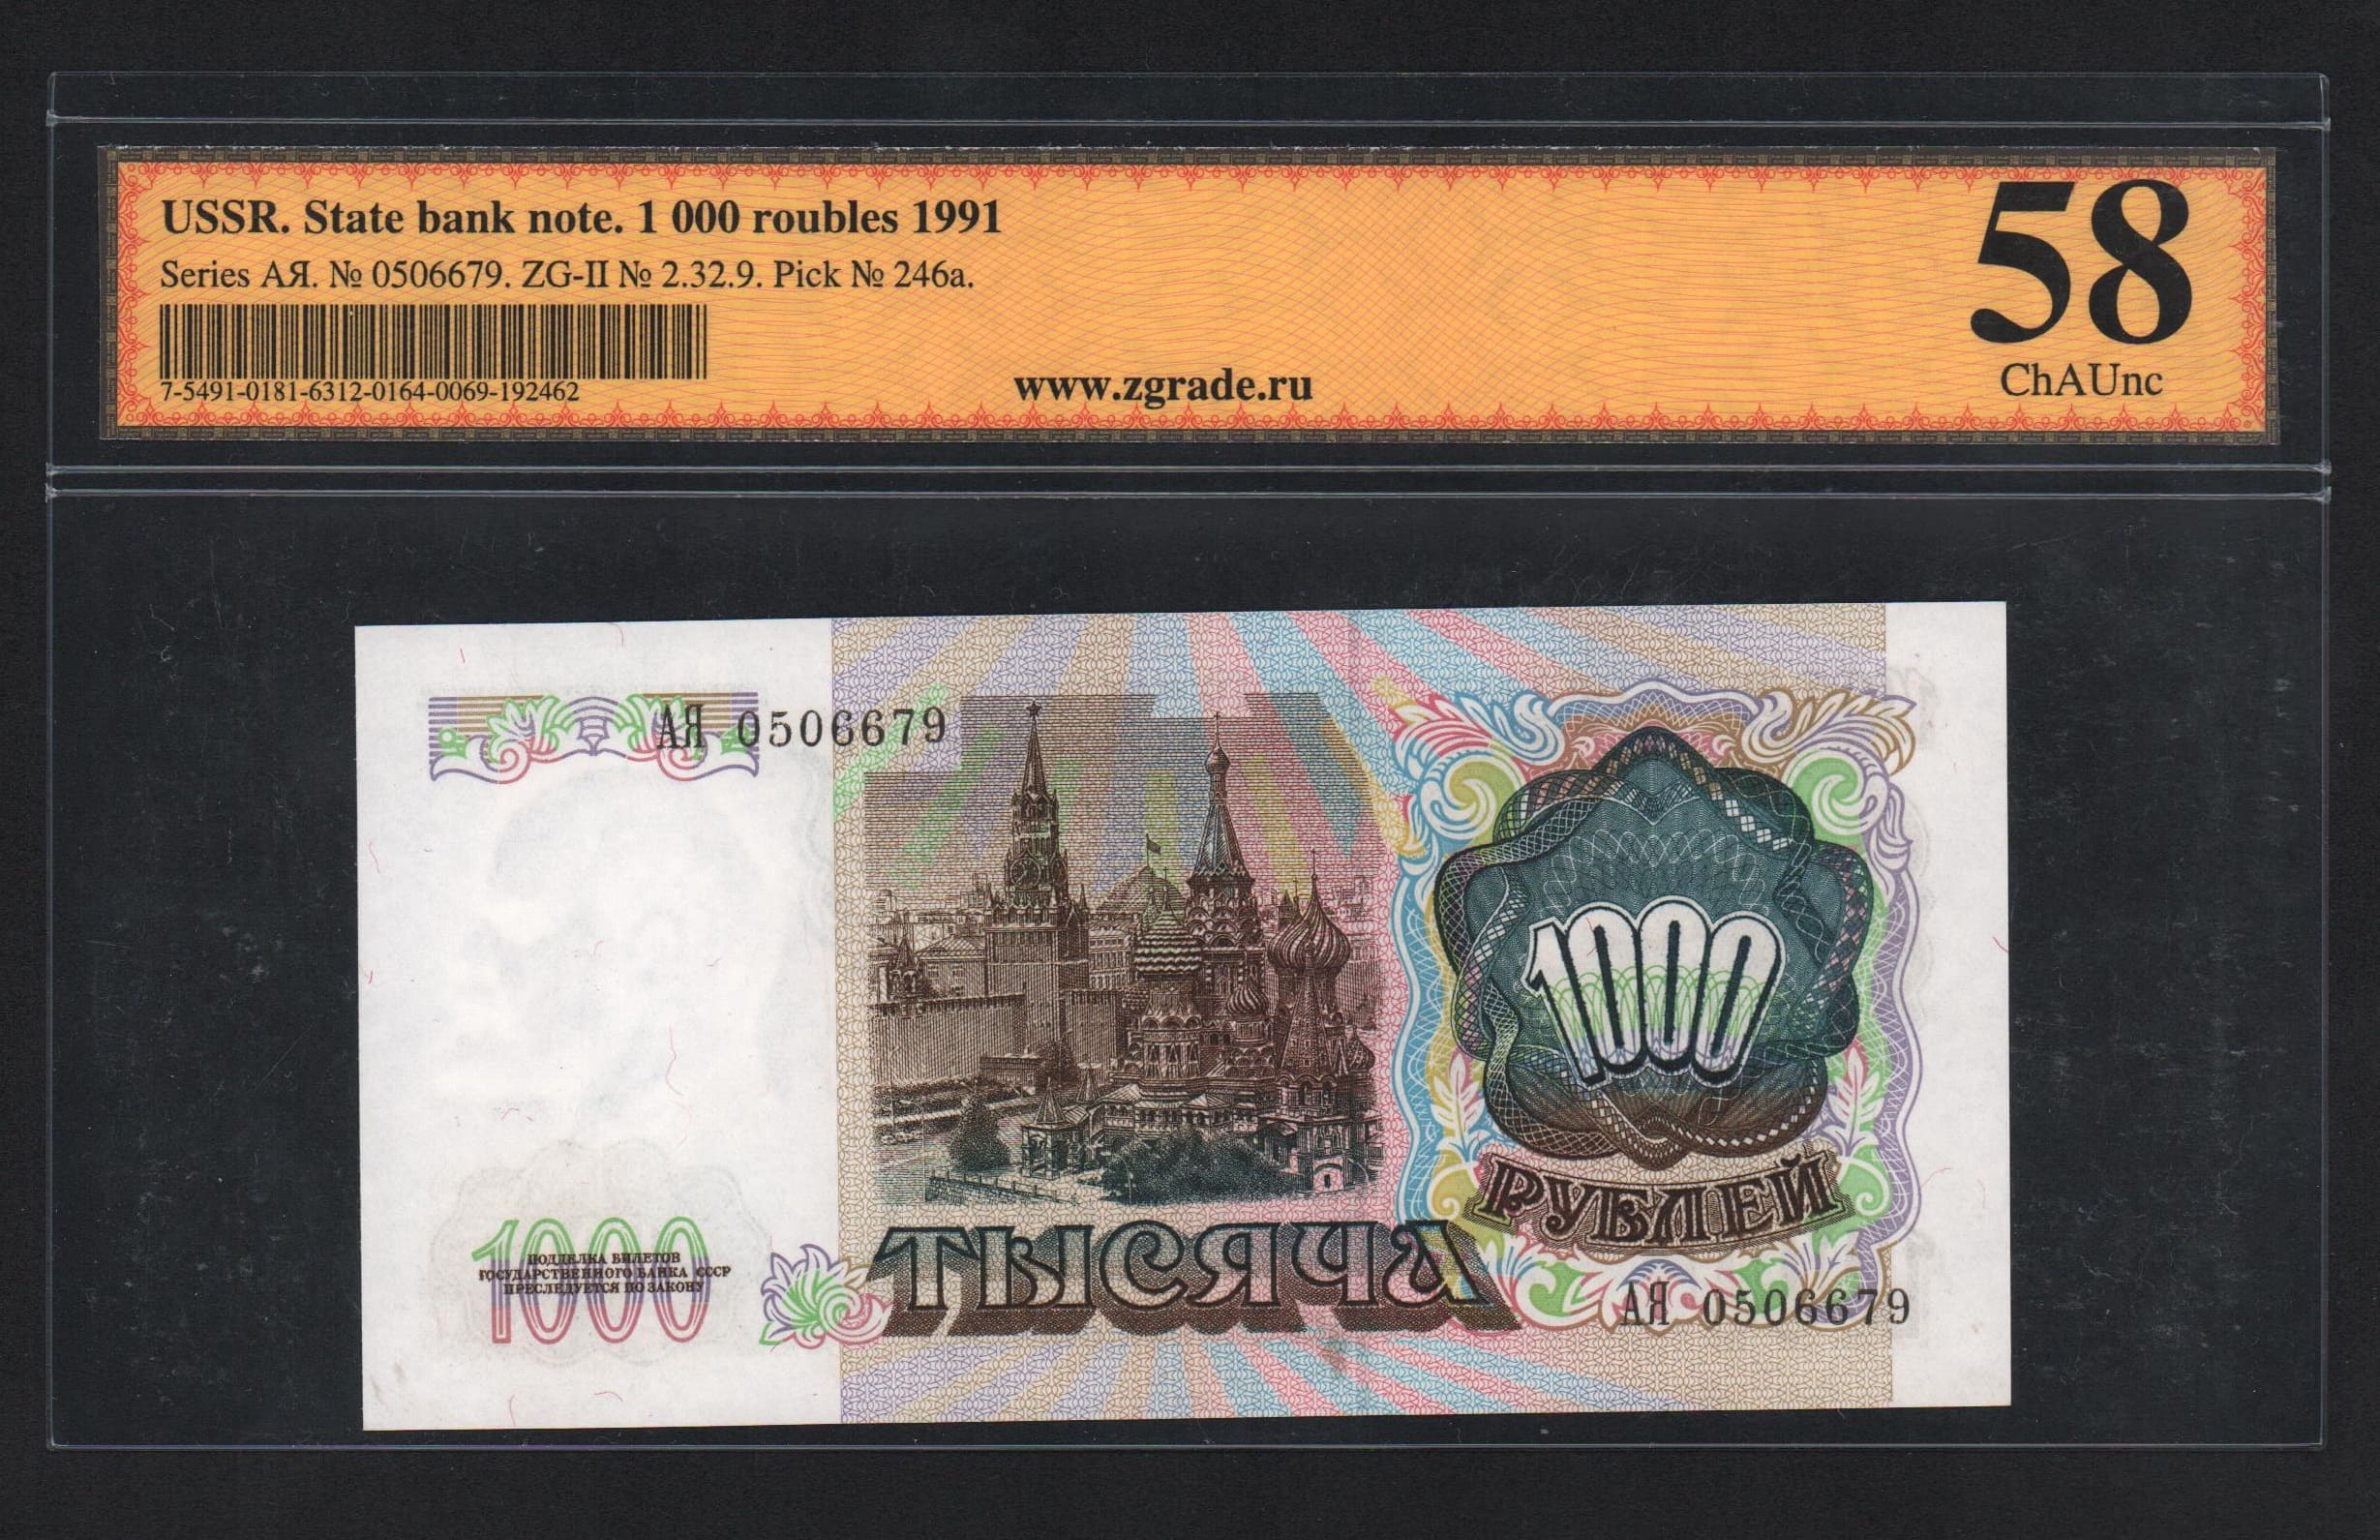 USSR. State bank note. 1 000 roubles 1991
58
Series АЯ. № 0506679. ZG-II № 2.32.9. Pick № 246a.
7-5491-0181-6312-0164-0069-192462
www.zgrade.ru
ChAUnc
АЯ 0506679
1000
РУБЛЕЙ
ТЫСЯЧА
1000
ПОДДЕЛКА БИЛЕТОВ
ГОСУДАРСТВЕННОГО БАНКА СССР
ПРЕСЛЕДУЕТСЯ ПО ЗАКОНУ
АЯ 0506679